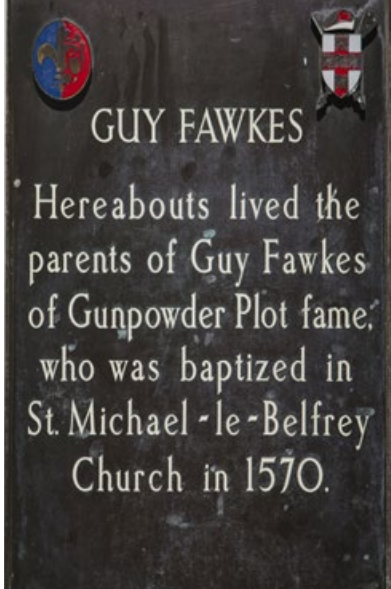 GUY FAWKES
Hereabouts lived the
parents of Guy Fawkes
of Gunpowder Plot fame,
who was baptized in
St. Michael-le-Belfrey
Church in 1570.